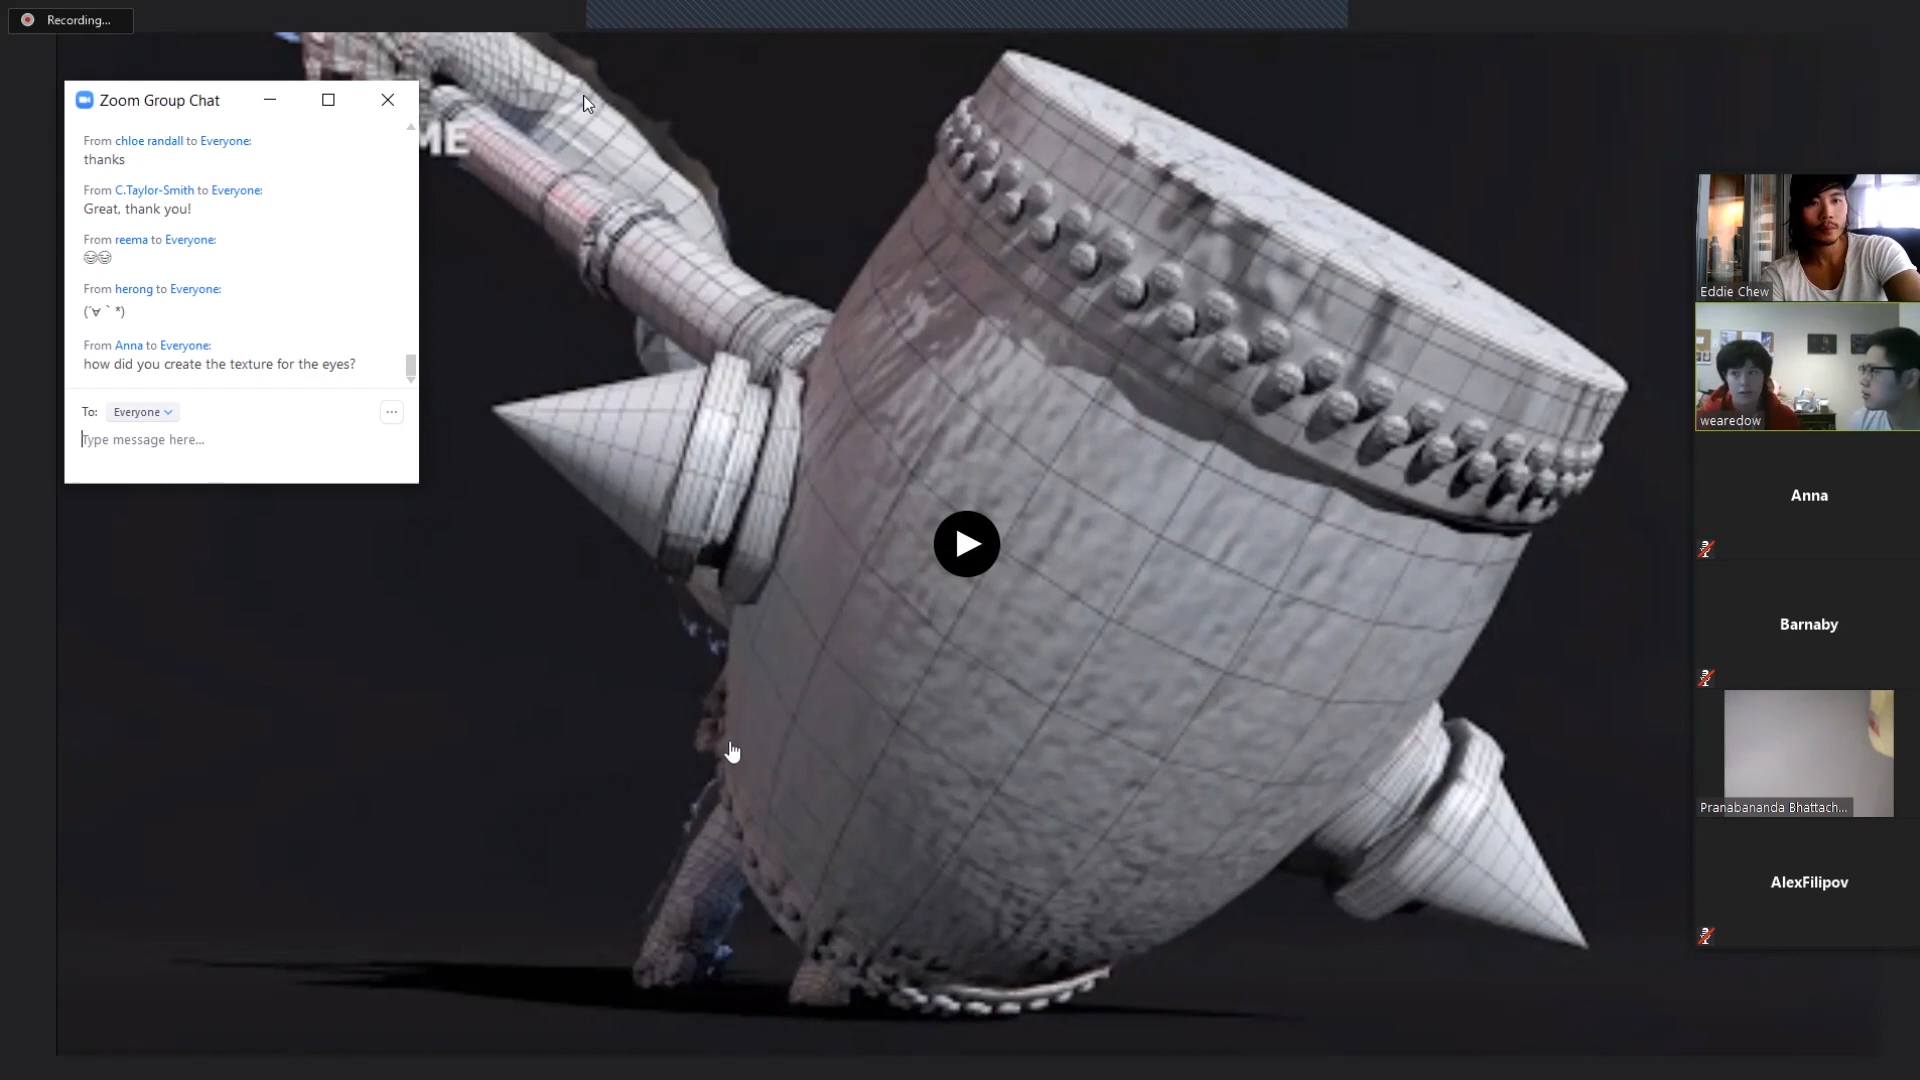 Recording...
Zoom Group Chat
From chloe randall to Everyone:
thanks
From C.Taylor-Smith to Everyone:
Great, thank you!
From reema to Everyone:
😂😂
From herong to Everyone:
(´∀｀*)
From Anna to Everyone:
how did you create the texture for the eyes?
To: Everyone
Type message here...
ME
Eddie Chew
wearedow
Anna
Barnaby
Pranabananda Bhattach...
AlexFilipov